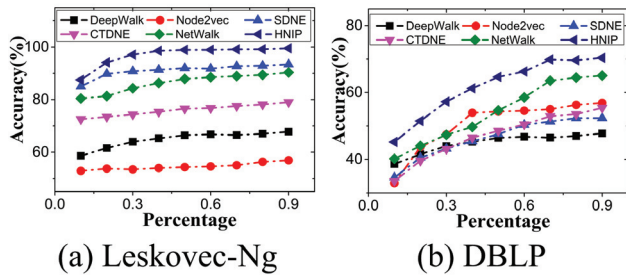 DeepWalk Node2vec SDNE
CTDNE NetWalk HNIP
Accuracy(%)
100
80
60
0.0 0.3 0.6 0.9
Percentage
(a) Leskovec-Ng
DeepWalk Node2vec SDNE
CTDNE NetWalk HNIP
Accuracy(%)
80
60
40
20
0.0 0.3 0.6 0.9
Percentage
(b) DBLP